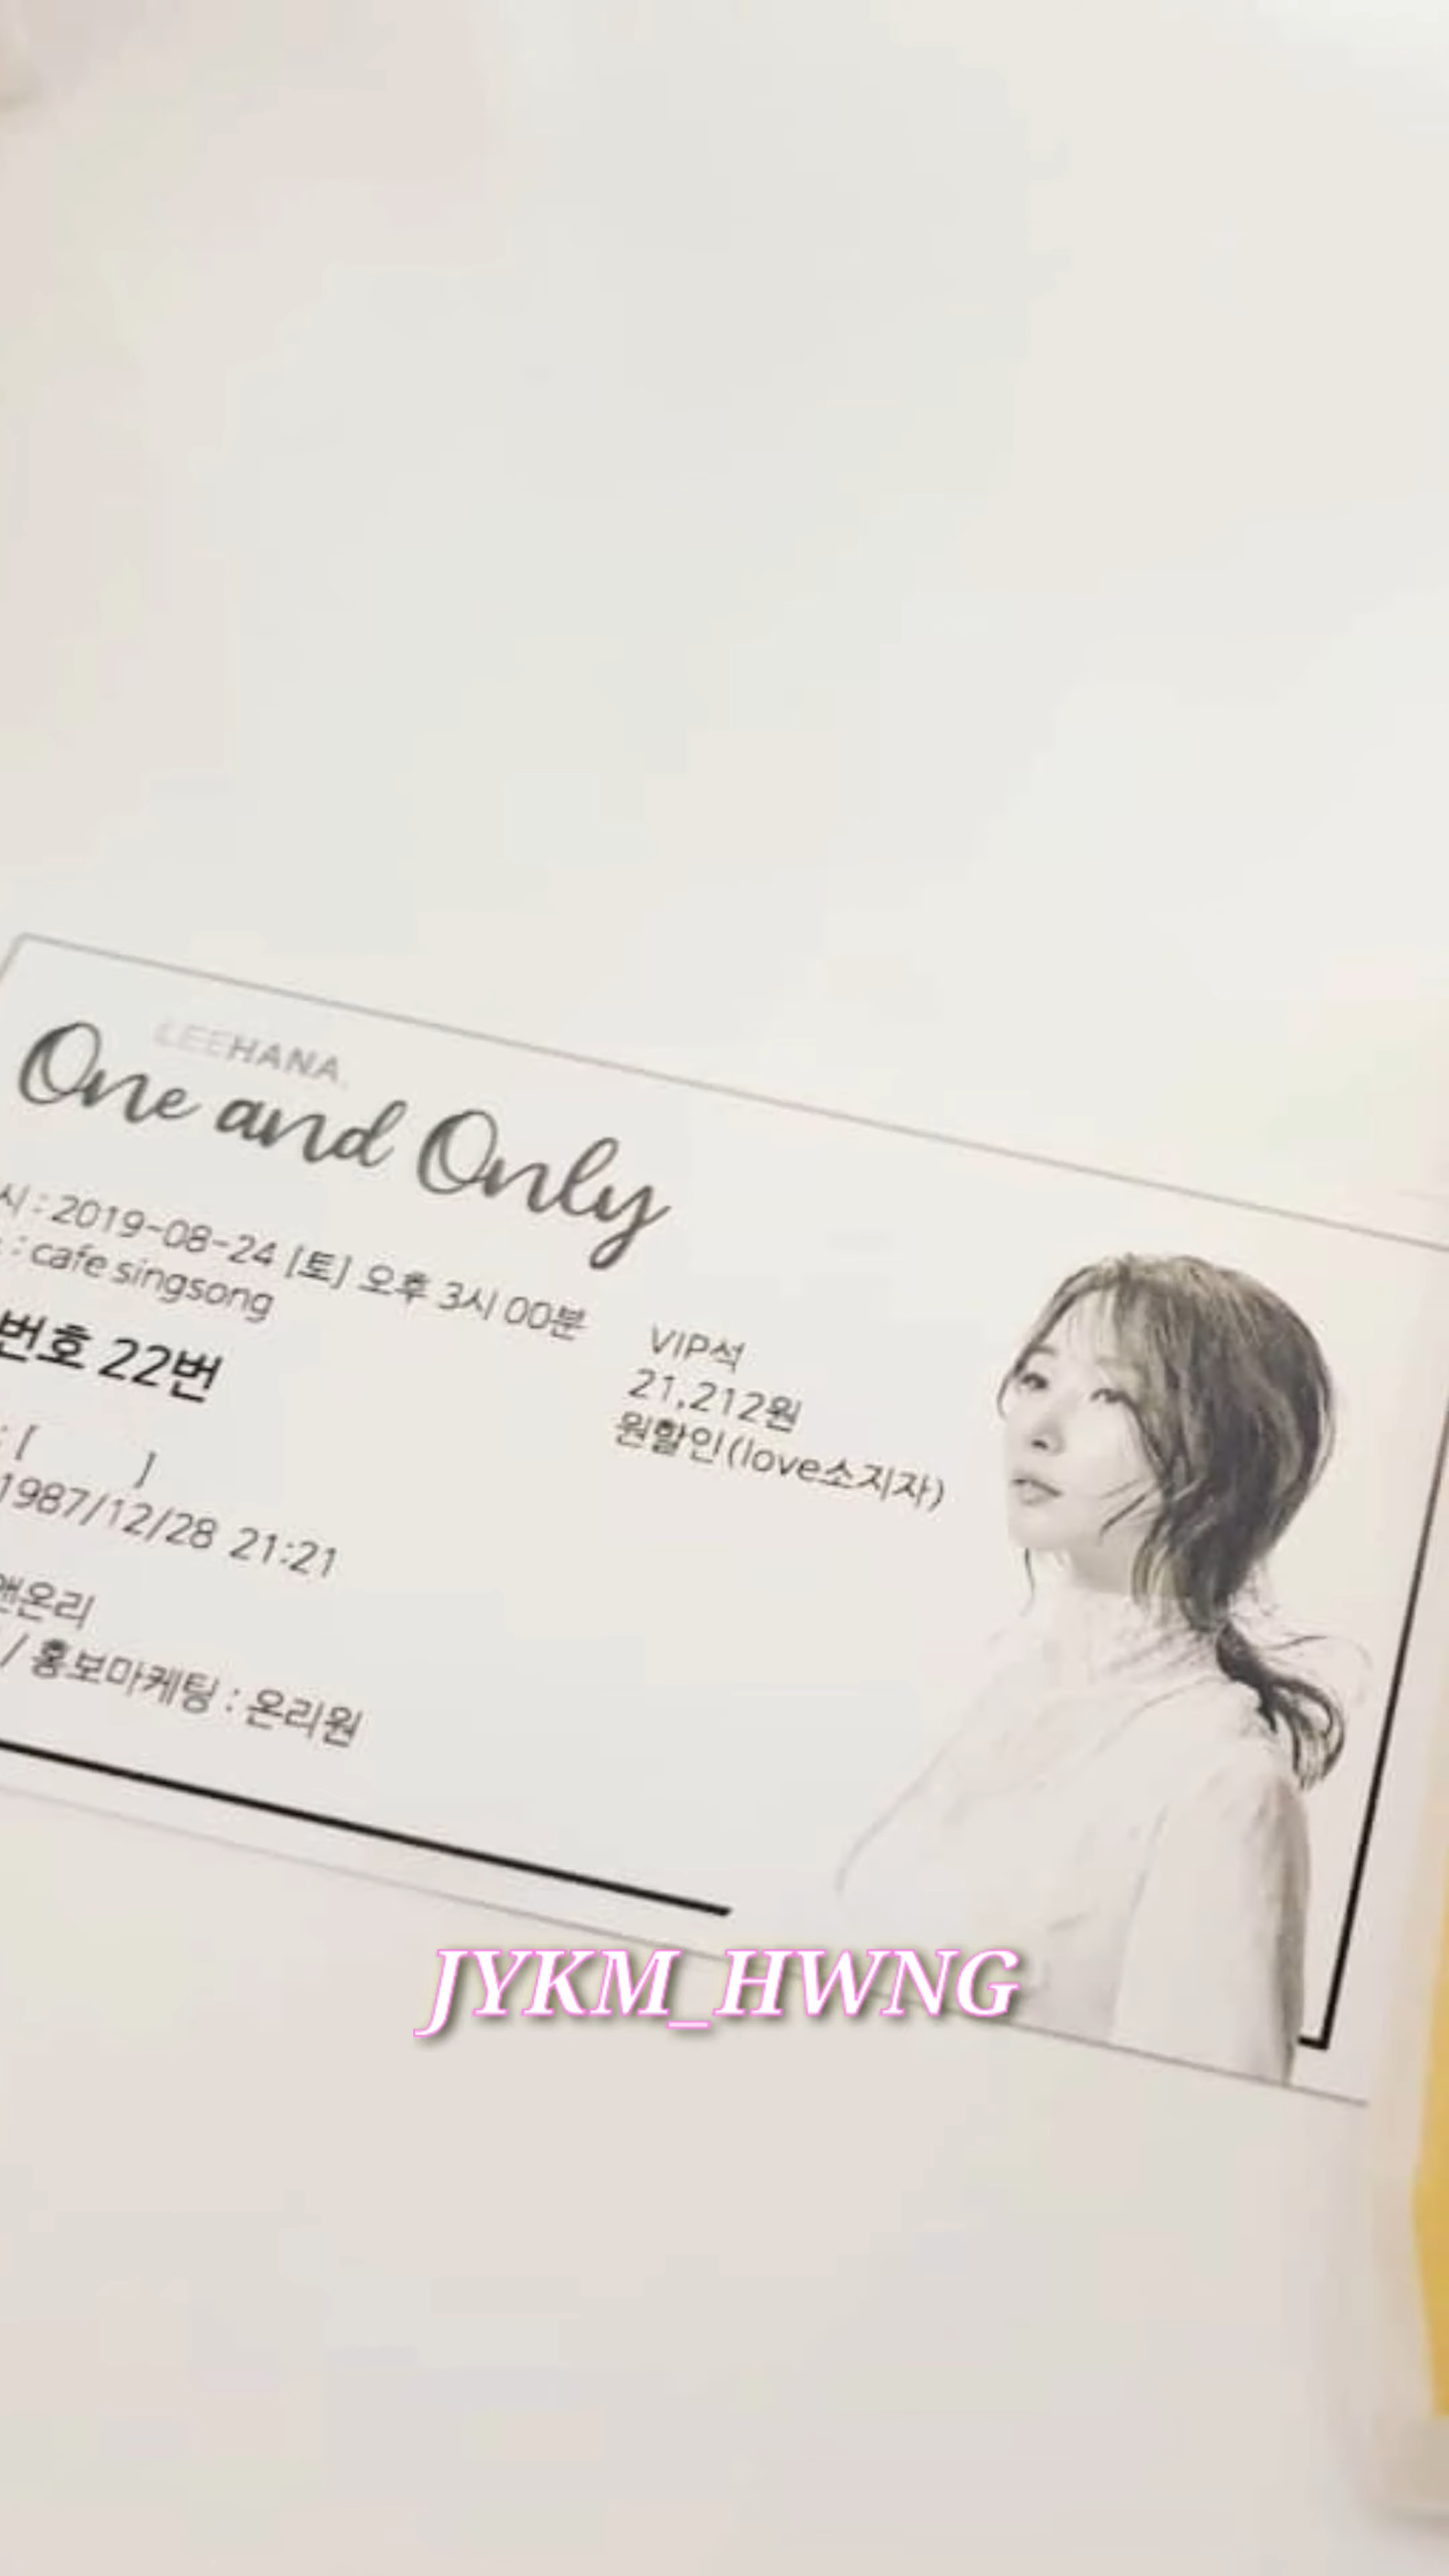 LEEHANA.
One and Only
시 : 2019-08-24 [토] 오후 3시 00분
: cafe singsong
번호 22번
VIP석
21,212원
원할인(love소지자)
: [ ]
1987/12/28 21:21
앤온리
/ 홍보마케팅 : 온리원
JYKM_HWNG